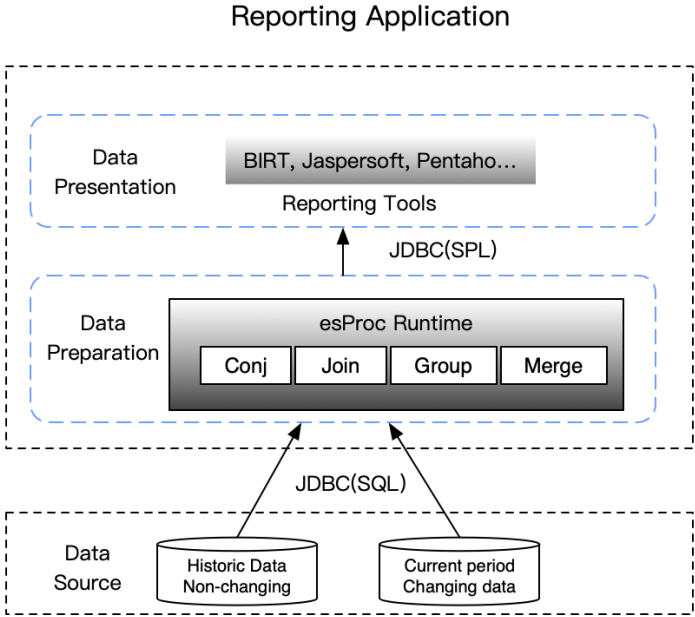 Reporting Application
Data
Presentation
BIRT, Jaspersoft, Pentaho...
Reporting Tools
JDBC(SPL)
Data
Preparation
esProc Runtime
Conj
Join
Group
Merge
JDBC(SQL)
Data
Source
Historic Data
Non-changing
Current period
Changing data